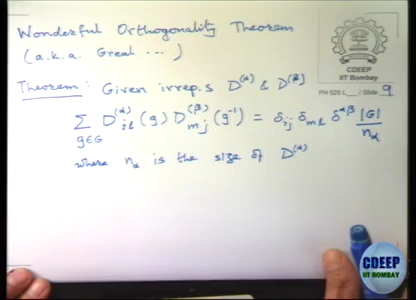 Wonderful Orthogonality Theorem
(a.k.a. Great ...)
CDEEP
IIT Bombay
PH 520 L___ / Slide 9
Theorem: Given irrep.s D^(α) & D^(β)
∑_{g∈G} D^(α)_{il}(g) D^(β)_{mj}(g⁻¹) = δ_{ij} δ_{ml} δ^{αβ} |G|/n_α
where n_α is the size of D^(α)
CDEEP
IIT BOMBAY